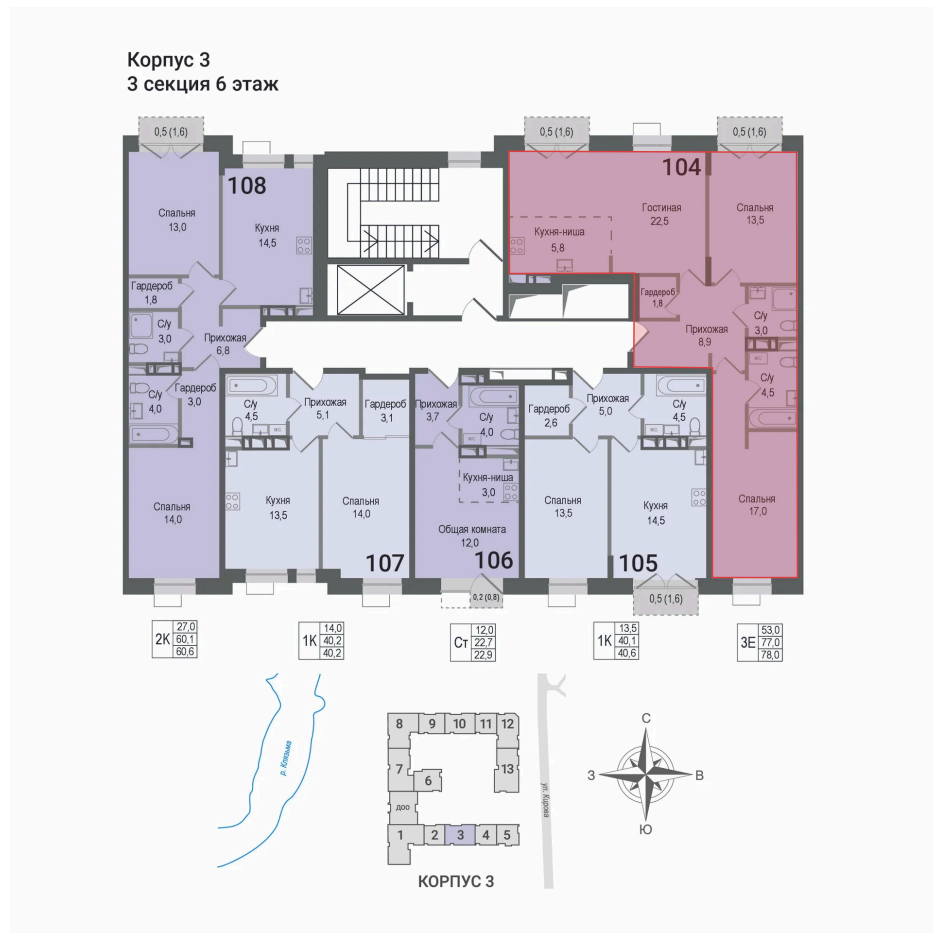 Корпус 3
3 секция 6 этаж
0,5 (1,6)
0,5 (1,6)
0,5 (1,6)
108
104
Спальня
13,0
Кухня
14,5
Гостиная
22,5
Спальня
13,5
Кухня-ниша
5,8
Гардероб
1,8
Гардероб
1,8
С/у
3,0
Прихожая
6,8
Прихожая
8,9
С/у
3,0
С/у
4,0
Гардероб
3,0
С/у
4,5
С/у
4,5
Прихожая
5,1
Гардероб
3,1
Прихожая
3,7
С/у
4,0
Гардероб
2,6
Прихожая
5,0
С/у
4,5
Спальня
14,0
Кухня
13,5
Спальня
14,0
Кухня-ниша
3,0
Общая комната
12,0
Спальня
13,5
Кухня
14,5
Спальня
17,0
107
106
105
0,2 (0,8)
0,5 (1,6)
2К
27,0
60,1
60,6
1К
14,0
40,2
40,2
Ст
12,0
22,7
22,9
1К
13,5
40,1
40,6
3Е
53,0
77,0
78,0
р. Клязьма
8 9 10 11 12
7
6
13
ДОО
1 2 3 4 5
ул. Кирова
КОРПУС 3
С
З
В
Ю